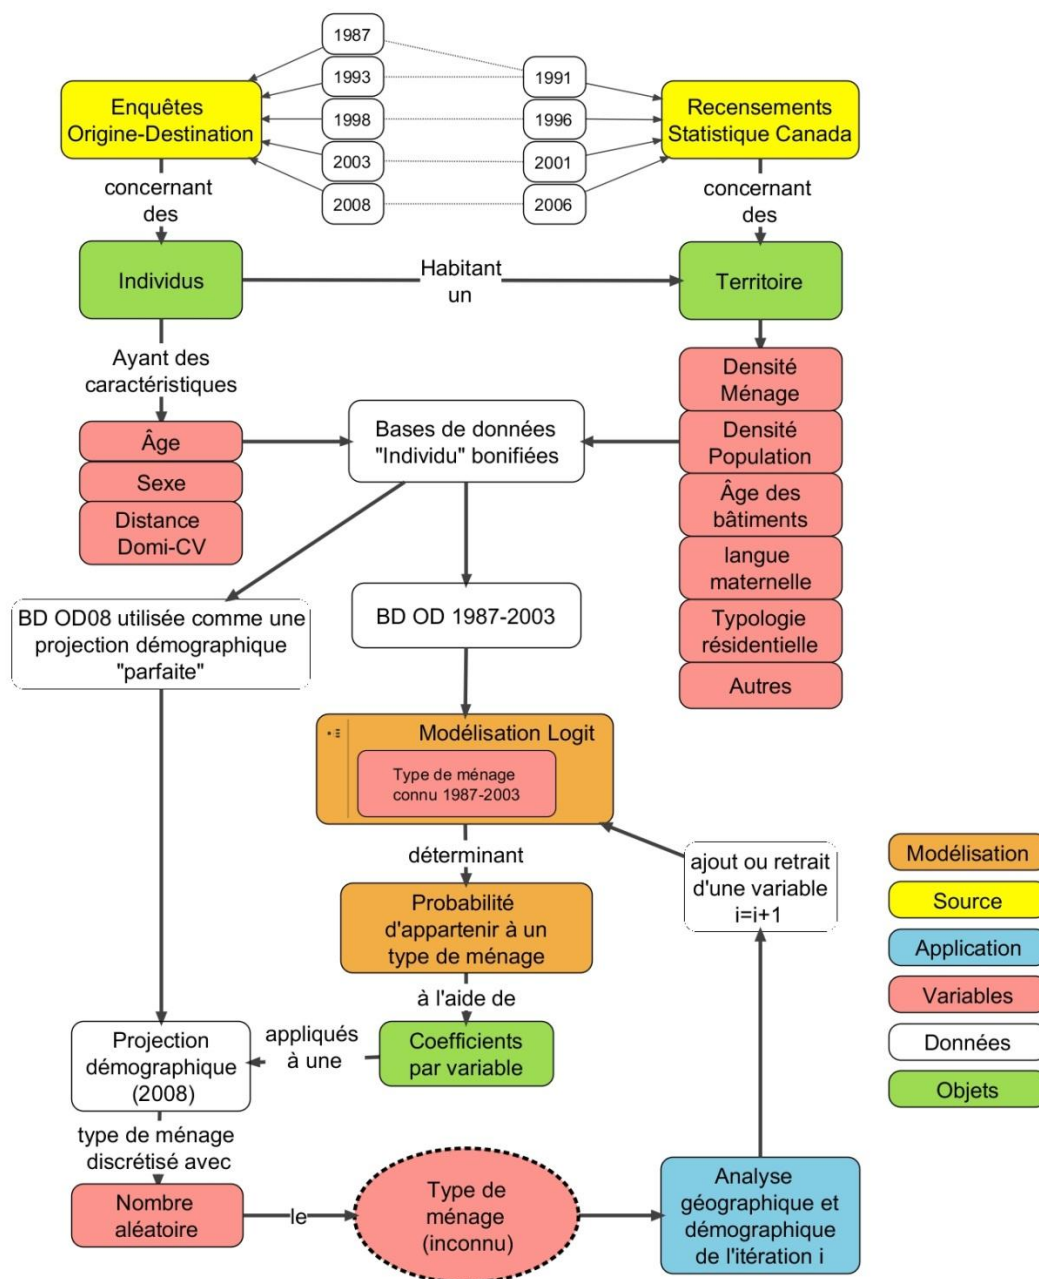 1987
1993
1998
2003
2008
1991
1996
2001
2006
Enquêtes
Origine-Destination
Recensements
Statistique Canada
concernant
des
concernant
des
Individus
Habitant
un
Territoire
Ayant des
caractéristiques
Âge
Sexe
Distance
Domi-CV
Bases de données
"Individu" bonifiées
Densité
Ménage
Densité
Population
Âge des
bâtiments
langue
maternelle
Typologie
résidentielle
Autres
BD OD08 utilisée comme une
projection démographique
"parfaite"
BD OD 1987-2003
Modélisation Logit
Type de ménage
connu 1987-2003
déterminant
Probabilité
d'appartenir à un
type de ménage
à l'aide de
Coefficients
par variable
appliqués
à une
Projection
démographique
(2008)
type de ménage
discrétisé avec
Nombre
aléatoire
le
Type de
ménage
(inconnu)
Analyse
géographique et
démographique
de l'itération i
ajout ou retrait
d'une variable
i=i+1
Modélisation
Source
Application
Variables
Données
Objets